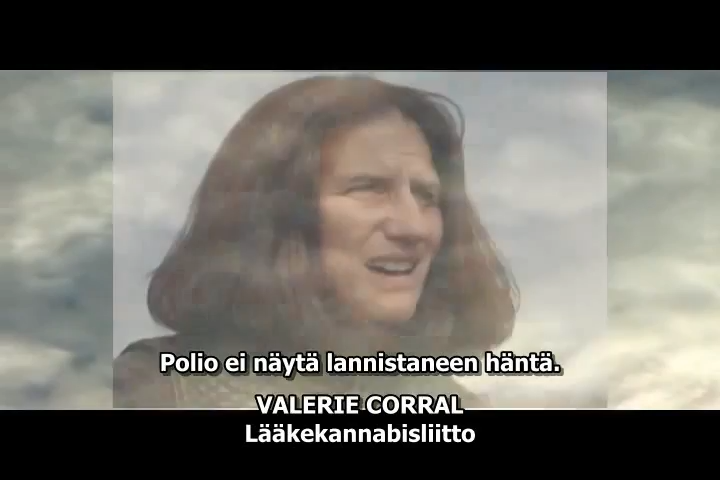 Polio ei näytä lannistaneen häntä.
VALERIE CORRAL
Lääkekannabisliitto